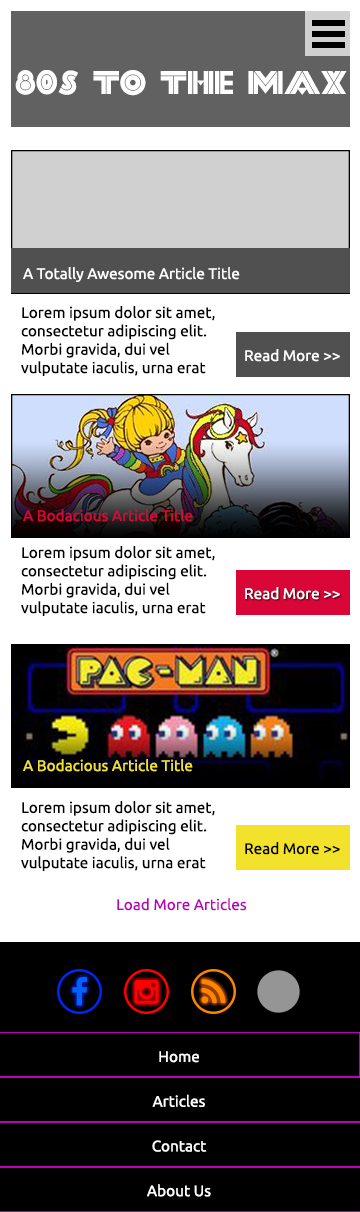 80s TO THE MAX
A Totally Awesome Article Title
Lorem ipsum dolor sit amet,
consectetur adipiscing elit.
Morbi gravida, dui vel
vulputate iaculis, urna erat
Read More >>
A Bodacious Article Title
Lorem ipsum dolor sit amet,
consectetur adipiscing elit.
Morbi gravida, dui vel
vulputate iaculis, urna erat
Read More >>
PAC-MAN®
A Bodacious Article Title
Lorem ipsum dolor sit amet,
consectetur adipiscing elit.
Morbi gravida, dui vel
vulputate iaculis, urna erat
Read More >>
Load More Articles
f
Home
Articles
Contact
About Us